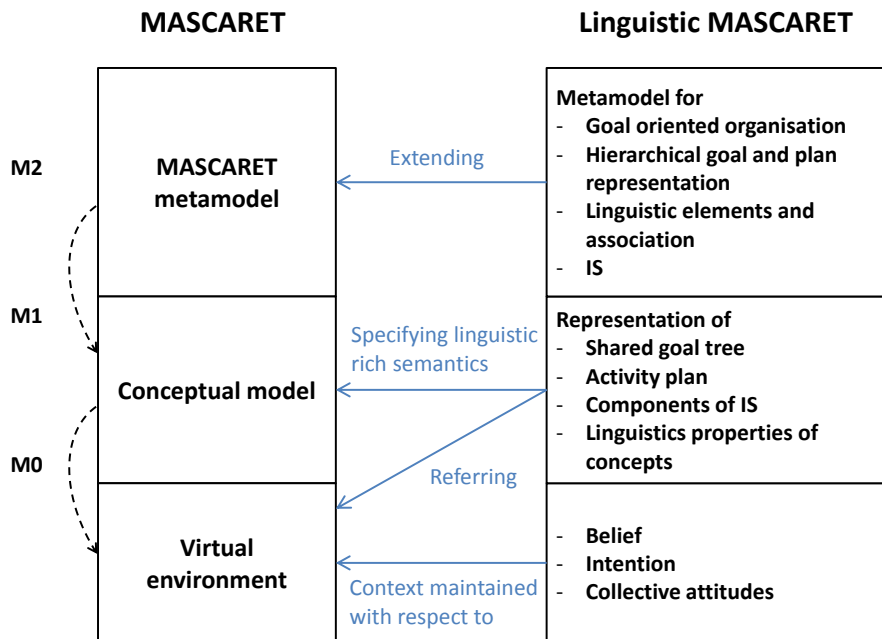 MASCARET
Linguistic MASCARET
M2
MASCARET
metamodel
Extending
Metamodel for
- Goal oriented organisation
- Hierarchical goal and plan
representation
- Linguistic elements and
association
- IS
M1
Conceptual model
Specifying linguistic
rich semantics
Representation of
- Shared goal tree
- Activity plan
- Components of IS
- Linguistics properties of
concepts
M0
Referring
Virtual
environment
Context maintained
with respect to
- Belief
- Intention
- Collective attitudes